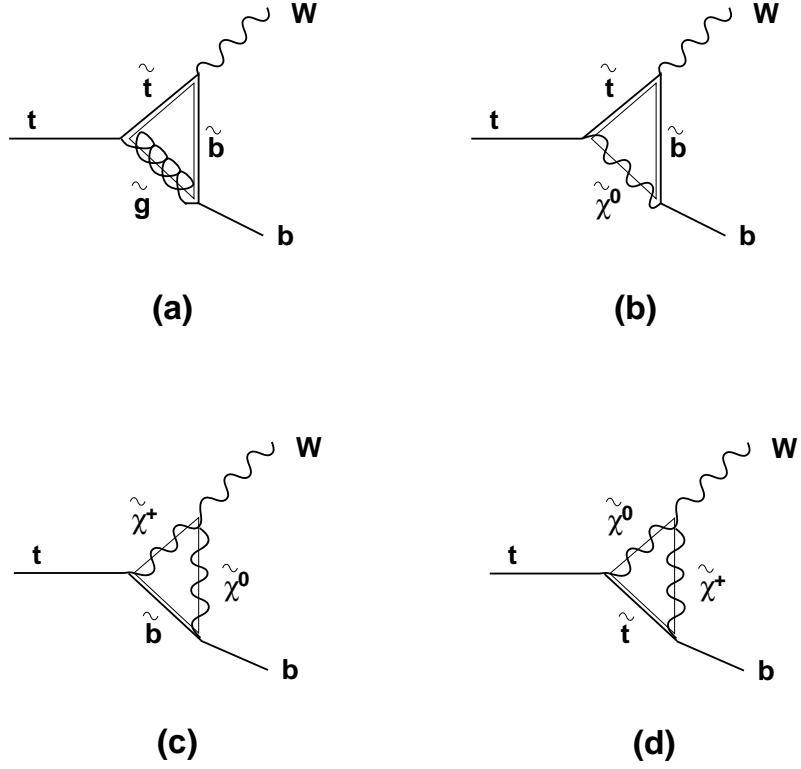 W W
t̃ t̃
t t
b̃ b̃
g̃ χ̃⁰
b b
(a) (b)
W W
χ̃⁺ χ̃⁰
t t
χ̃⁰ χ̃⁺
b̃ t̃
b b
(c) (d)